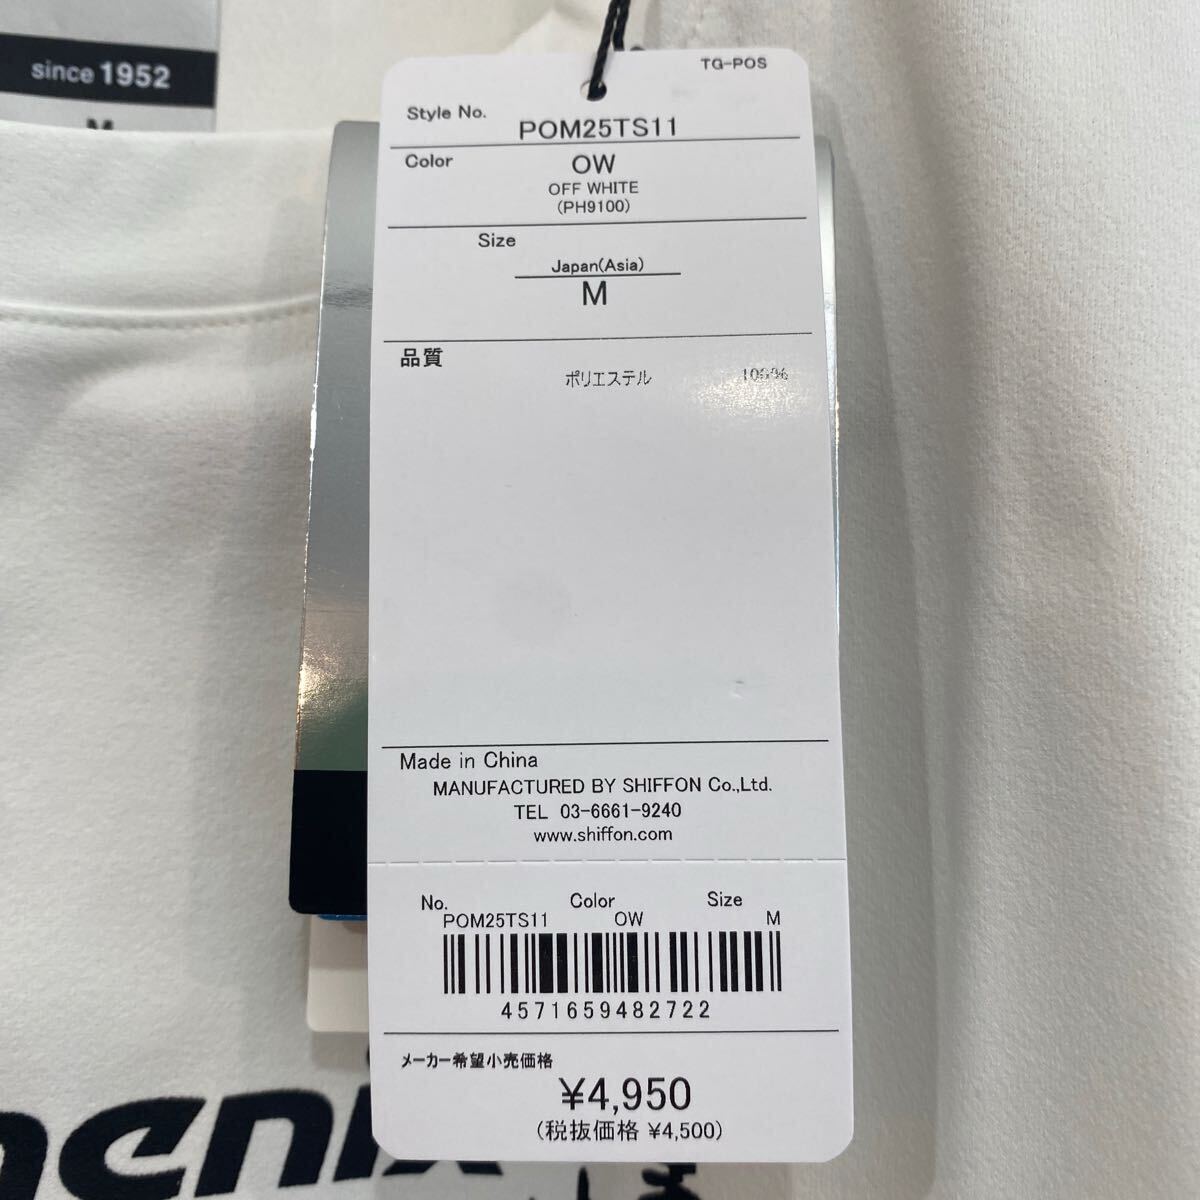 since 1952
M
TG-POS
Style No.
POM25TS11
Color
OW
OFF WHITE
(PH9100)
Size
Japan(Asia)
M
品質
ポリエステル 100%
Made in China
MANUFACTURED BY SHIFFON Co.,Ltd.
TEL 03-6661-9240
www.shiffon.com
No. Color Size
POM25TS11 OW M
4571659482722
メーカー希望小売価格
¥4,950
(税抜価格 ¥4,500)